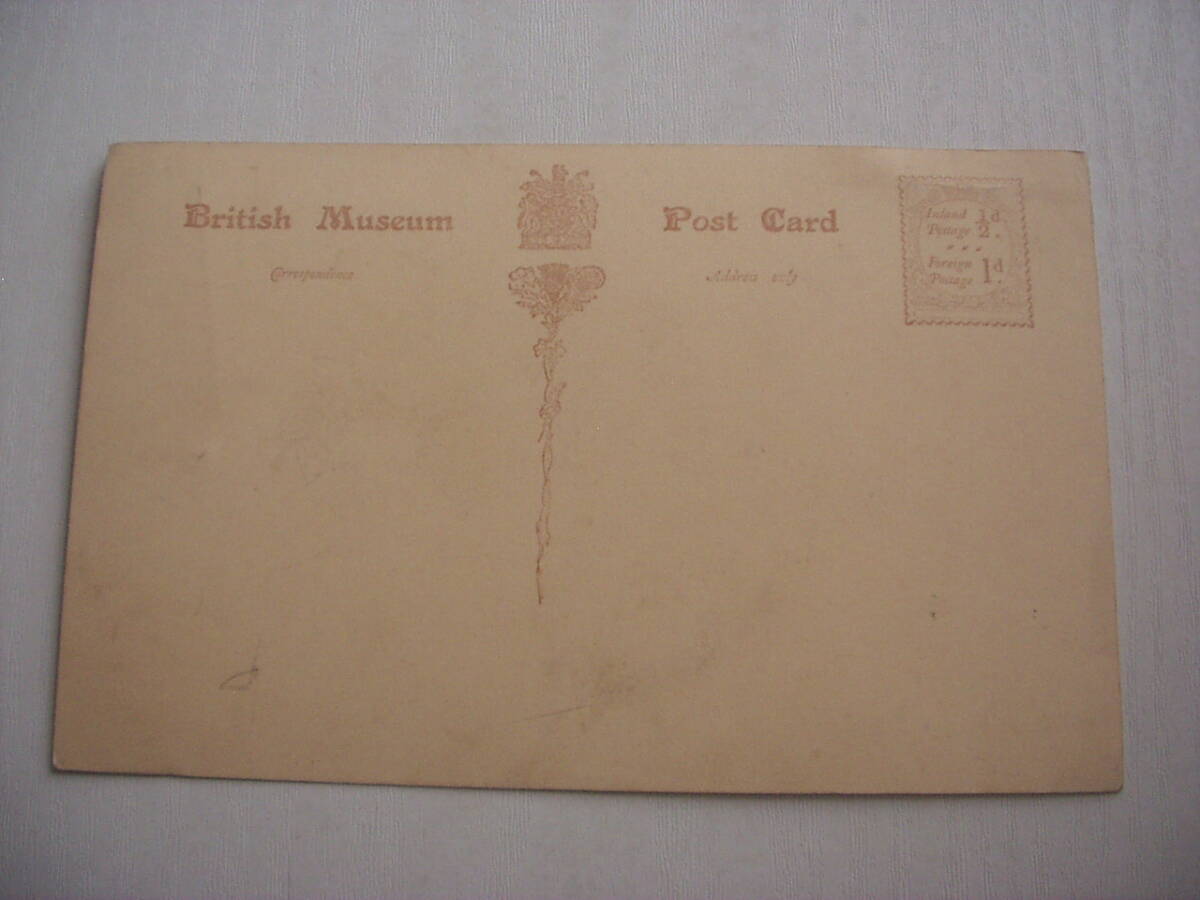 British Museum
Post Card
Correspondence
Address only
Inland ½d.
Postage
Foreign 1d.
Postage